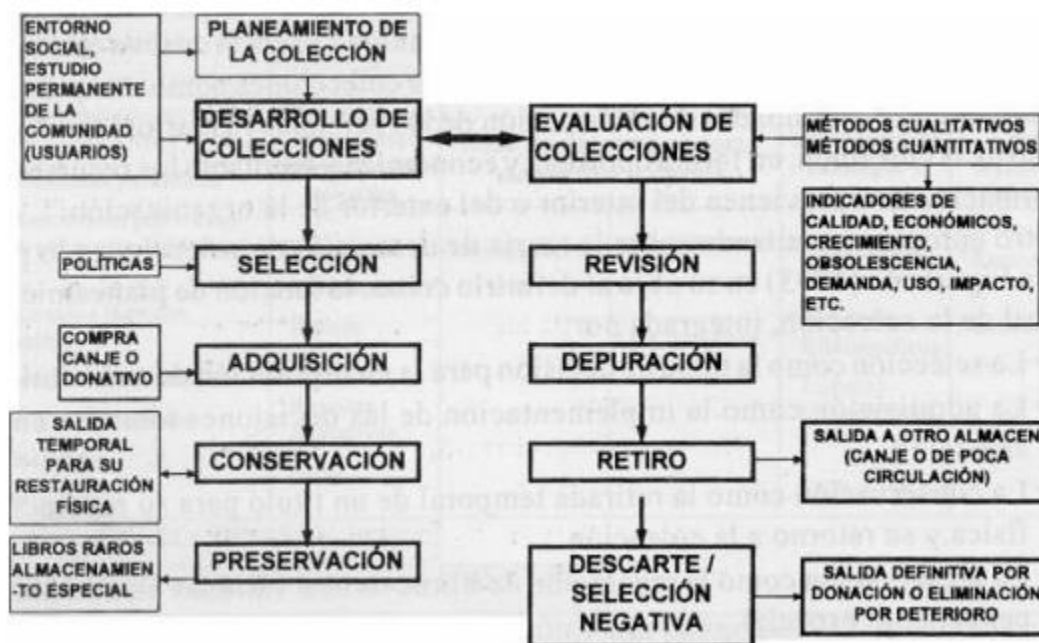 ENTORNO
SOCIAL,
ESTUDIO
PERMANENTE
DE LA
COMUNIDAD
(USUARIOS)
PLANEAMIENTO DE
LA COLECCIÓN
DESARROLLO DE
COLECCIONES
EVALUACIÓN DE
COLECCIONES
MÉTODOS CUALITATIVOS
MÉTODOS CUANTITATIVOS
INDICADORES DE
CALIDAD, ECONÓMICOS,
CRECIMIENTO,
OBSOLESCENCIA,
DEMANDA, USO, IMPACTO,
ETC.
POLÍTICAS
SELECCIÓN
REVISIÓN
COMPRA
CANJE O
DONATIVO
ADQUISICIÓN
DEPURACIÓN
SALIDA
TEMPORAL
PARA SU
RESTAURACIÓN
FÍSICA
CONSERVACIÓN
RETIRO
SALIDA A OTRO ALMACEN
(CANJE O DE POCA
CIRCULACIÓN)
LIBROS RAROS
ALMACENAMIEN
-TO ESPECIAL
PRESERVACIÓN
DESCARTE /
SELECCIÓN
NEGATIVA
SALIDA DEFINITIVA POR
DONACIÓN O ELIMINACIÓN
POR DETERIORO